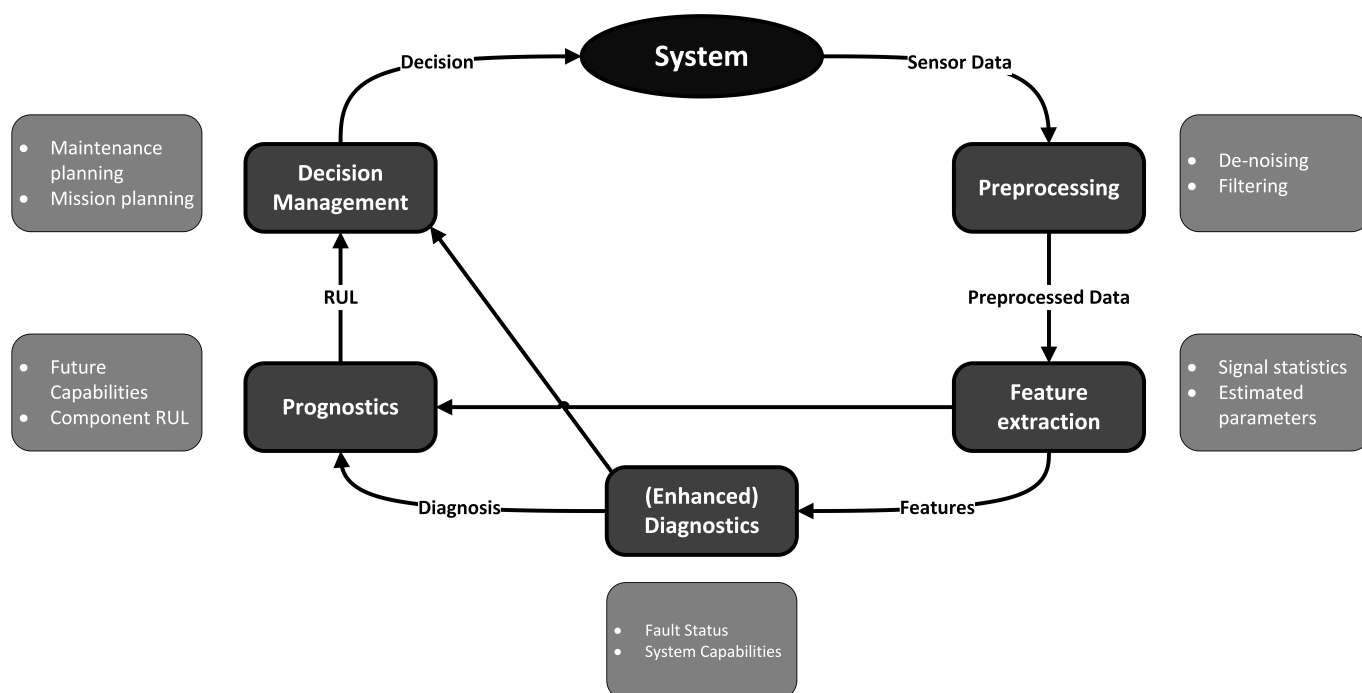 System
Decision
Sensor Data
• Maintenance
planning
• Mission planning
Decision
Management
Preprocessing
• De-noising
• Filtering
RUL
Preprocessed Data
• Future
Capabilities
• Component RUL
Prognostics
Feature
extraction
• Signal statistics
• Estimated
parameters
Diagnosis
(Enhanced)
Diagnostics
Features
• Fault Status
• System Capabilities